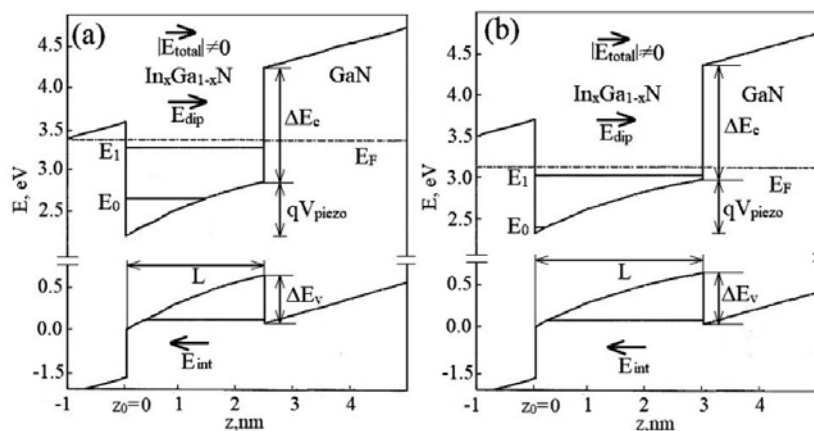 (a)
|E_total|≠0
In_xGa_1-xN
GaN
E_dip
ΔE_c
E_1
E_F
E_0
qV_piezo
L
ΔE_v
E_int
E, eV
4.5
4.0
3.5
3.0
2.5
0.5
0.0
-1.5
-1
z_0=0
1
2
4
z,nm
(b)
|E_total|≠0
In_xGa_1-xN
GaN
E_dip
ΔE_c
E_1
E_F
E_0
qV_piezo
L
ΔE_v
E_int
E, eV
4.5
4.0
3.5
3.0
2.5
0.5
0.0
-1.5
-1
z_0=0
1
2
3
4
z,nm